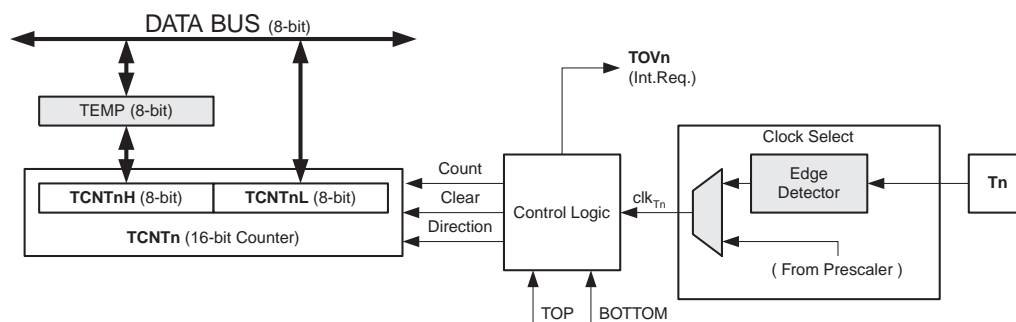 DATA BUS (8-bit)
TOVn
(Int.Req.)
TEMP (8-bit)
Clock Select
Count
Edge
Detector
Tn
TCNTnH (8-bit) TCNTnL (8-bit)
Clear
Control Logic
clkTn
TCNTn (16-bit Counter)
Direction
( From Prescaler )
TOP
BOTTOM